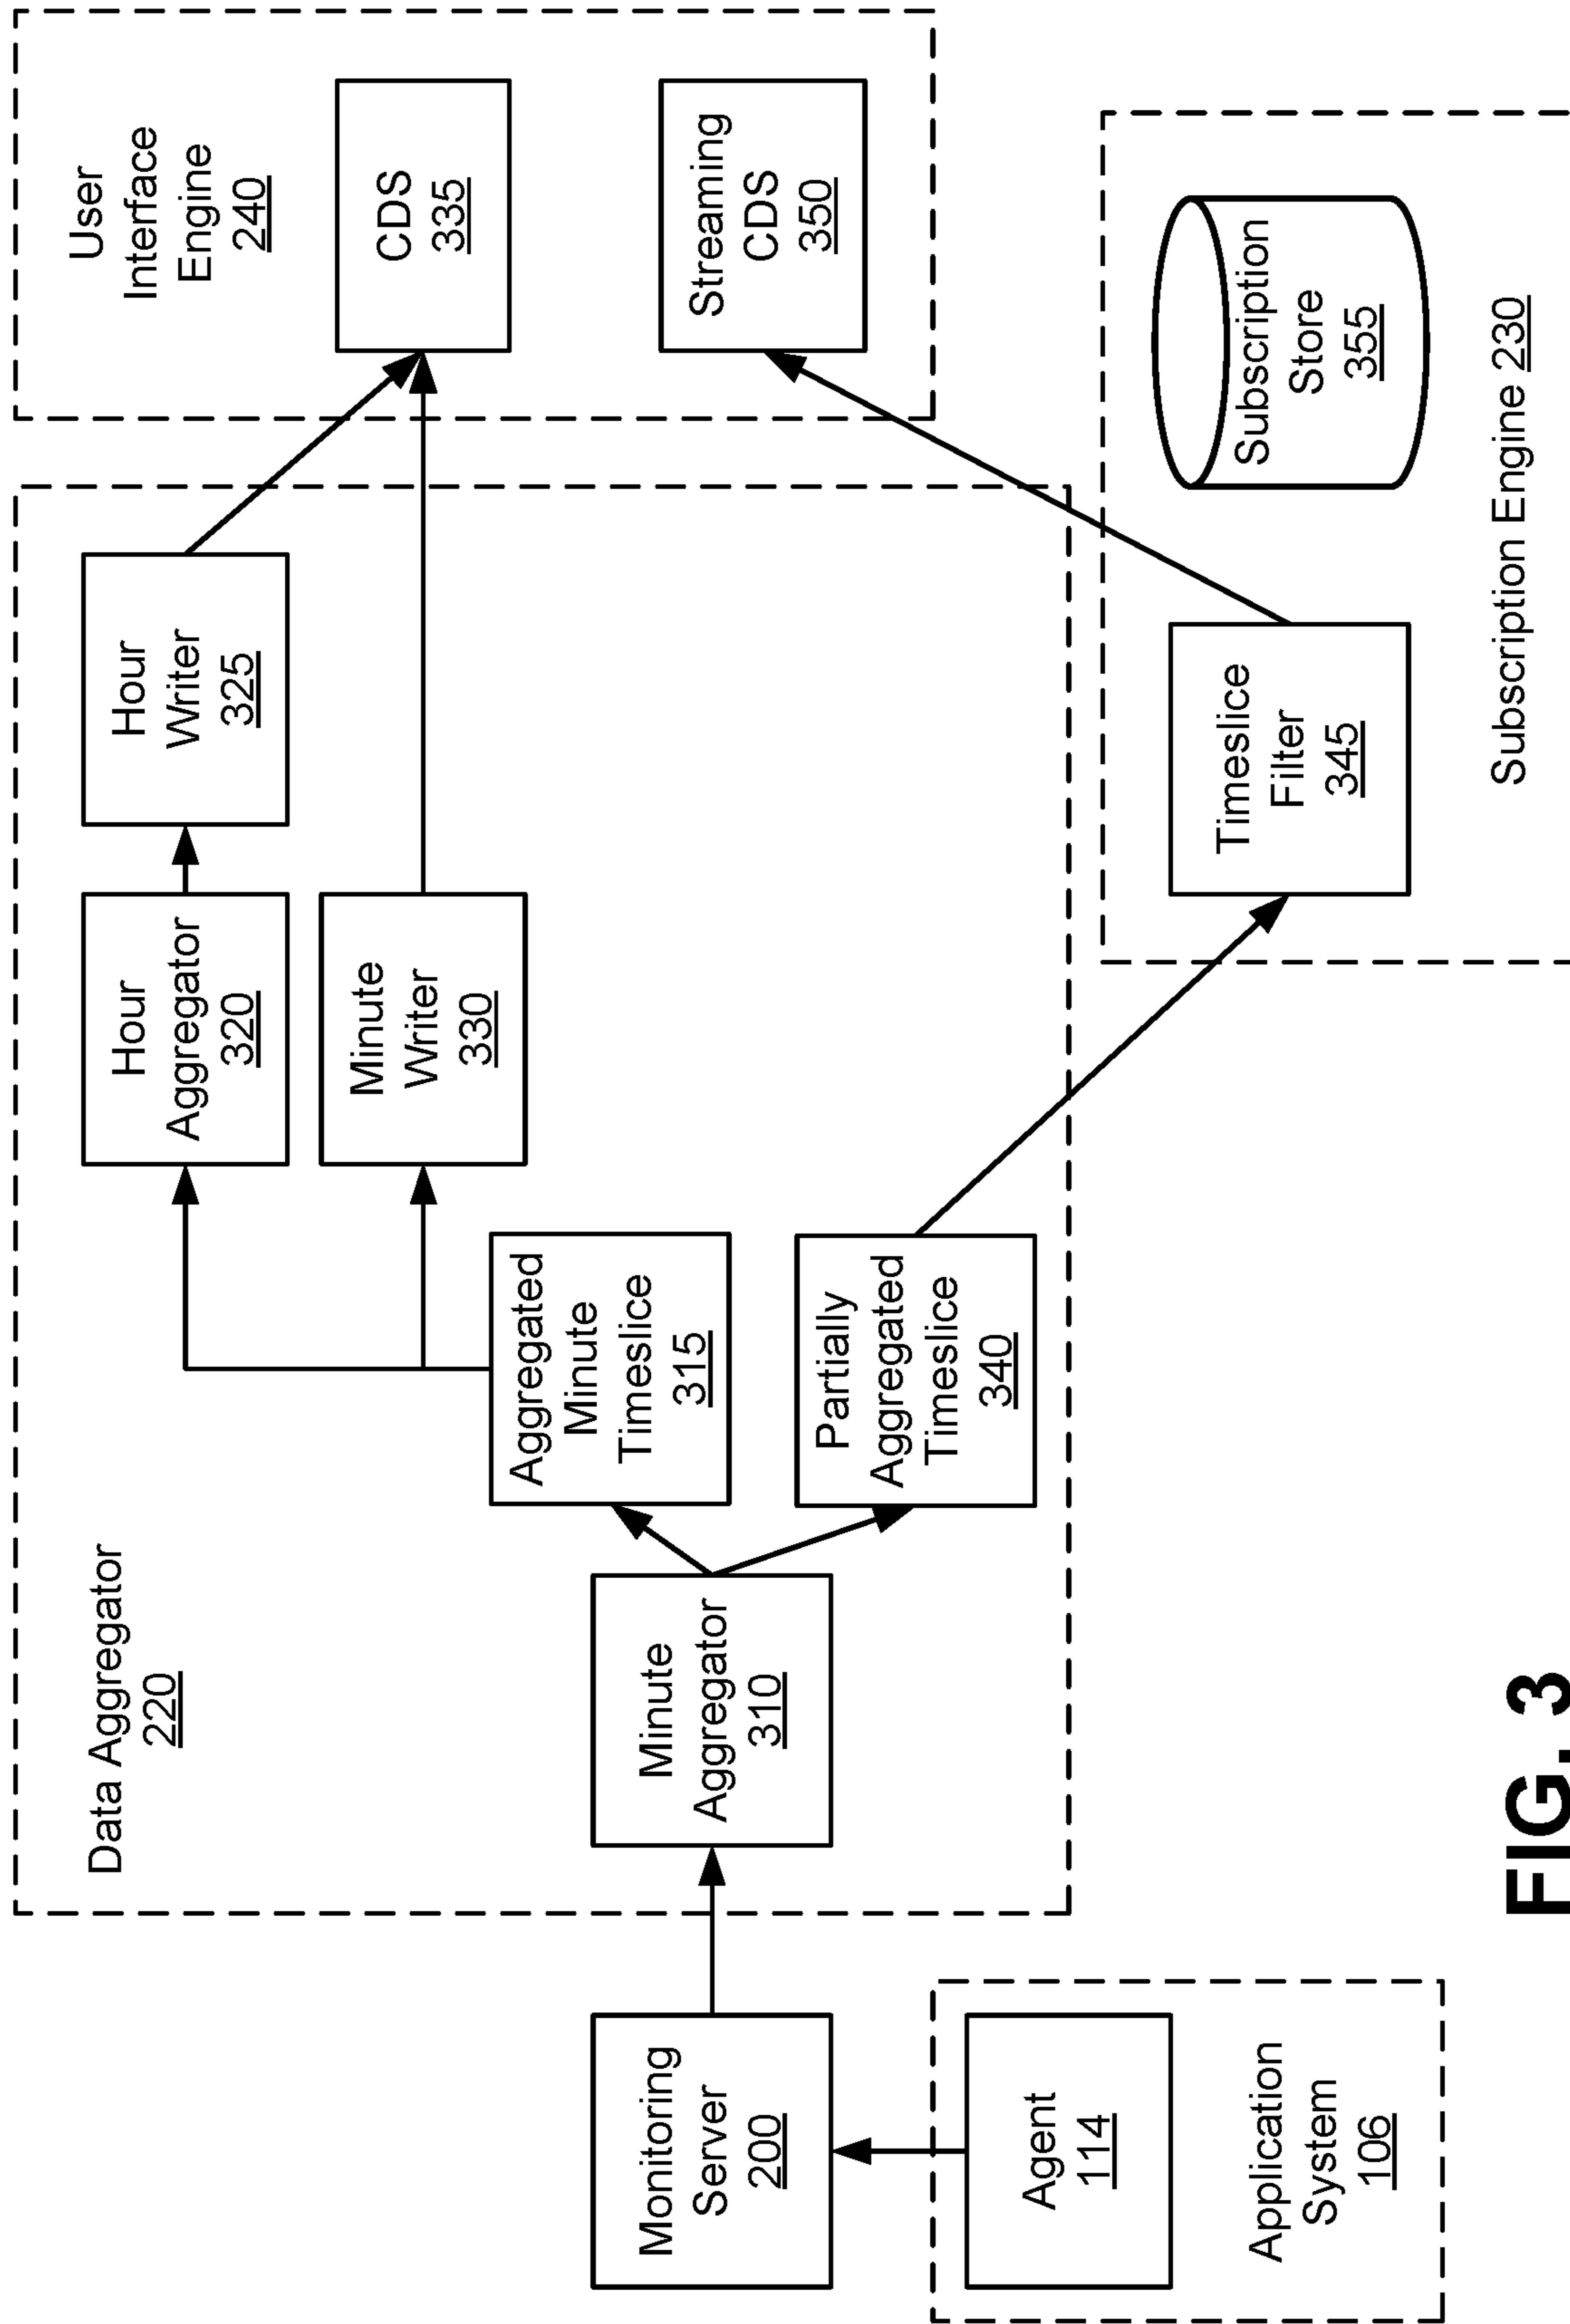 Data Aggregator
220
Hour
Aggregator
320
Hour
Writer
325
User
Interface
Engine
240
Minute
Writer
330
CDS
335
Aggregated
Minute
Timeslice
315
Monitoring
Server
200
Minute
Aggregator
310
Streaming
CDS
350
Partially
Aggregated
Timeslice
340
Agent
114
Application
System
106
Timeslice
Filter
345
Subscription
Store
355
Subscription Engine 230
FIG. 3